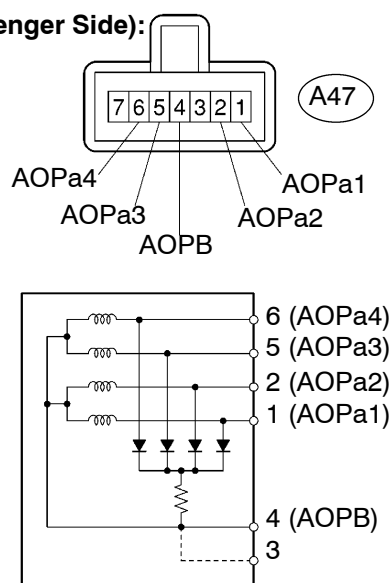 enger Side):
7 6 5 4 3 2 1
A47
AOPa4
AOPa1
AOPa3
AOPa2
AOPB
6 (AOPa4)
5 (AOPa3)
2 (AOPa2)
1 (AOPa1)
4 (AOPB)
3